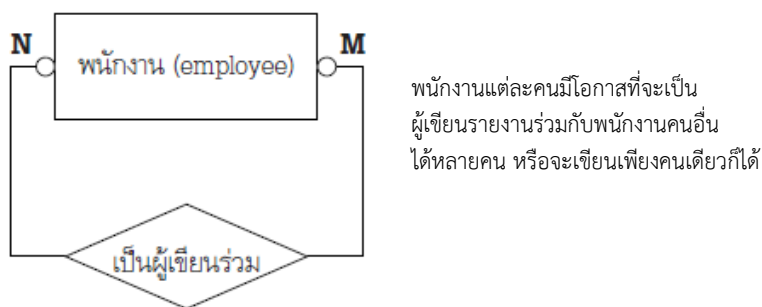 N
พนักงาน (employee)
M
พนักงานแต่ละคนมีโอกาสที่จะเป็น
ผู้เขียนรายงานร่วมกับพนักงานคนอื่น
ได้หลายคน หรือจะเขียนเพียงคนเดียวก็ได้
เป็นผู้เขียนร่วม